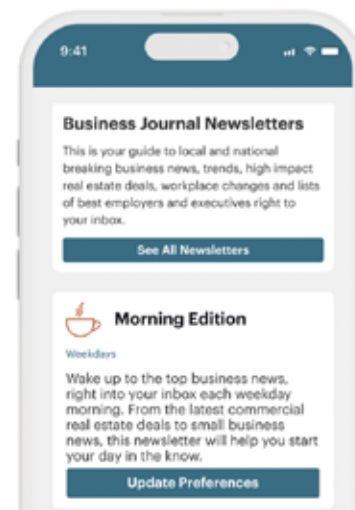 9:41
Business Journal Newsletters
This is your guide to local and national
breaking business news, trends, high impact
real estate deals, workplace changes and lists
of best employers and executives right to
your inbox.
See All Newsletters
Morning Edition
Weekdays
Wake up to the top business news,
right into your inbox each weekday
morning. From the latest commercial
real estate deals to small business
news, this newsletter will help you start
your day in the know.
Update Preferences